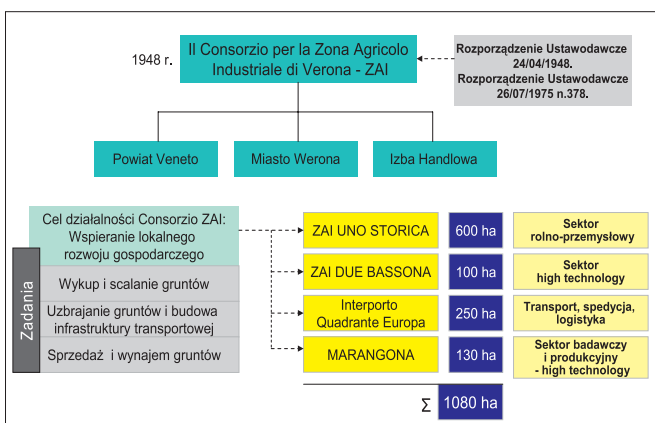 1948 r.
Il Consorzio per la Zona Agricolo
Industriale di Verona - ZAI
Rozporządzenie Ustawodawcze
24/04/1948.
Rozporządzenie Ustawodawcze
26/07/1975 n.378.
Powiat Veneto
Miasto Werona
Izba Handlowa
Cel działalności Consorzio ZAI:
Wspieranie lokalnego
rozwoju gospodarczego
Zadania
Wykup i scalanie gruntów
Uzbrajanie gruntów i budowa
infrastruktury transportowej
Sprzedaż i wynajem gruntów
ZAI UNO STORICA
600 ha
Sektor
rolno-przemysłowy
ZAI DUE BASSONA
100 ha
Sektor
high technology
Interporto
Quadrante Europa
250 ha
Transport, spedycja,
logistyka
MARANGONA
130 ha
Sektor badawczy
i produkcyjny
- high technology
Σ 1080 ha